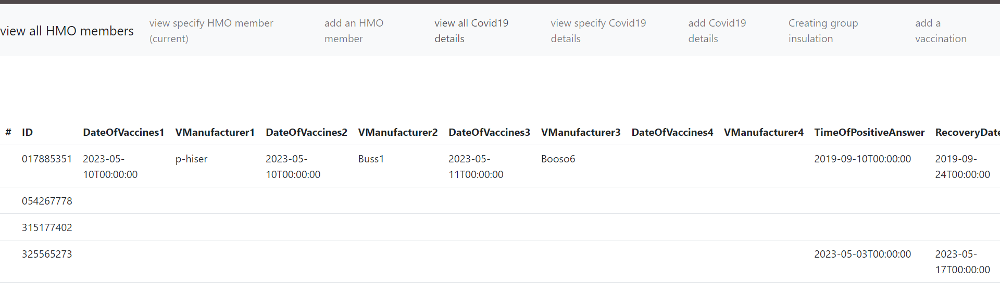 view all HMO members
view specify HMO member
(current)
add an HMO
member
view all Covid19
details
view specify Covid19
details
add Covid19
details
Creating group
insulation
add a
vaccination
# ID DateOfVaccines1 VManufacturer1 DateOfVaccines2 VManufacturer2 DateOfVaccines3 VManufacturer3 DateOfVaccines4 VManufacturer4 TimeOfPositiveAnswer RecoveryDate
017885351 2023-05- p-hiser 2023-05- Buss1 2023-05- Booso6 2019-09-10T00:00:00 2019-09-
10T00:00:00 10T00:00:00 11T00:00:00 24T00:00:00
054267778
315177402
325565273 2023-05-03T00:00:00 2023-05-
17T00:00:00